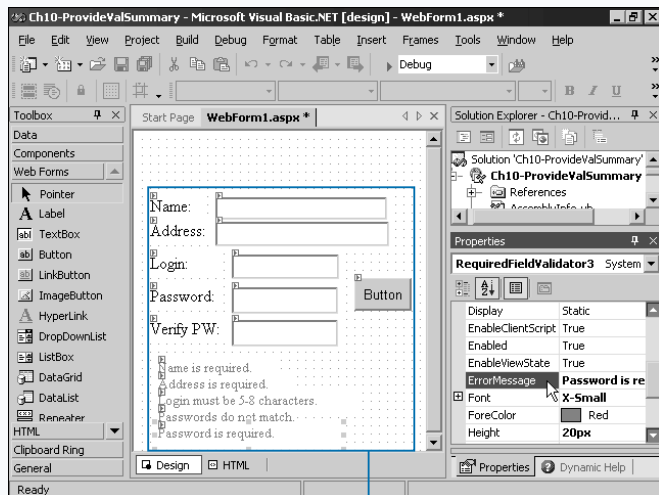 Ch10-ProvideValSummary - Microsoft Visual Basic.NET [design] - WebForm1.aspx *
File Edit View Project Build Debug Format Table Insert Frames Tools Window Help
Debug
B I U
Toolbox
Data
Components
Web Forms
Pointer
A Label
abl TextBox
ab Button
ab LinkButton
ImageButton
A HyperLink
DropDownList
ListBox
DataGrid
DataList
Repeater
HTML
Clipboard Ring
General
Start Page WebForm1.aspx *
Name:
Address:
Login:
Password:
Button
Verify PW:
Name is required.
Address is required.
Login must be 5-8 characters.
Passwords do not match.
Password is required.
Design HTML
Solution Explorer - Ch10-Provid...
Solution 'Ch10-ProvideValSummary'
Ch10-ProvideValSummary
References
AssemblyInfo.vb
Properties
RequiredFieldValidator3 System
Display Static
EnableClientScript True
Enabled True
EnableViewState True
ErrorMessage Password is re
Font X-Small
ForeColor Red
Height 20px
Properties Dynamic Help
Ready